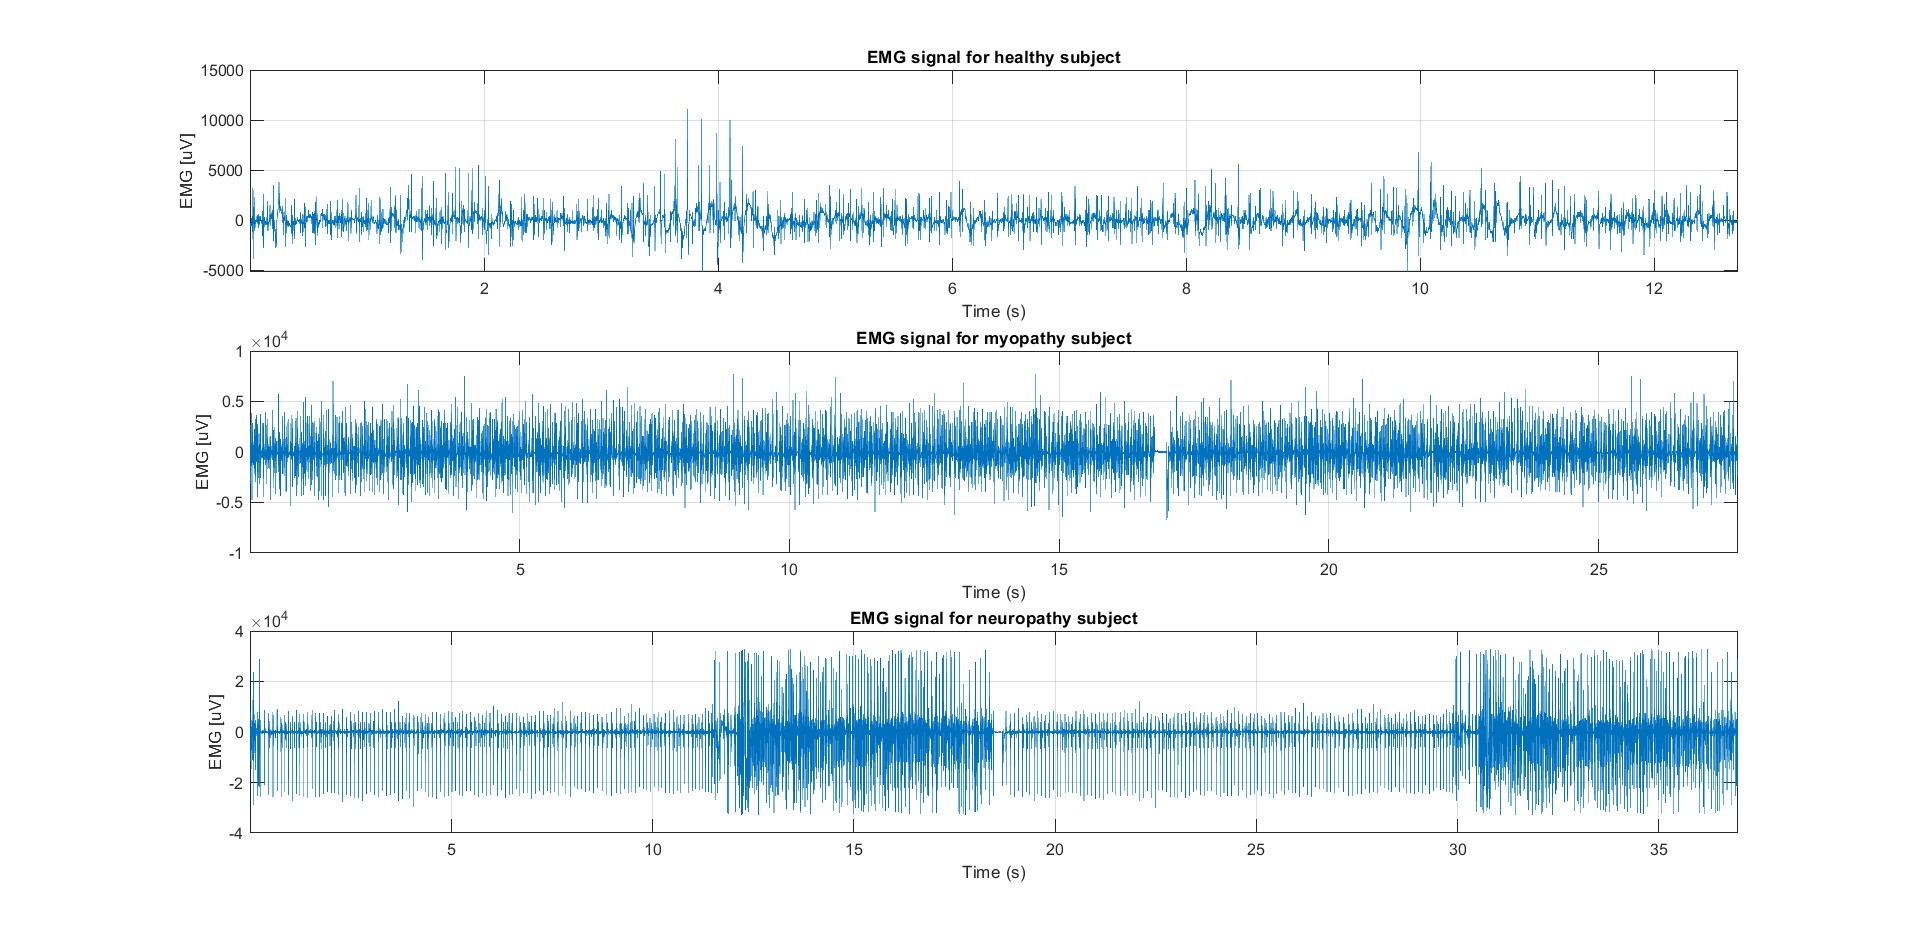 EMG signal for healthy subject
15000
10000
5000
0
-5000
EMG [uV]
2 4 6 8 10 12
Time (s)
EMG signal for myopathy subject
×10^4
1
0.5
0
-0.5
-1
EMG [uV]
5 10 15 20 25
Time (s)
EMG signal for neuropathy subject
×10^4
4
2
0
-2
-4
EMG [uV]
5 10 15 20 25 30 35
Time (s)